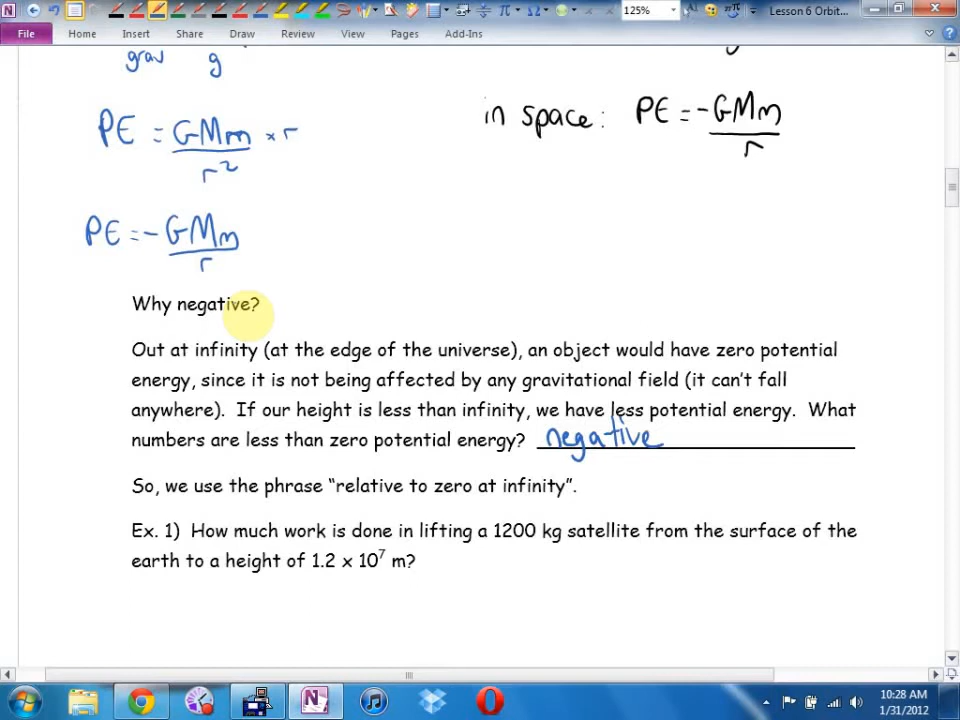 125%
Lesson 6 Orbit...
File Home Insert Share Draw Review View Pages Add-Ins
grav g
PE = GMm × r
r²
in space: PE = -GMm
r
PE = - GMm
r
Why negative?
Out at infinity (at the edge of the universe), an object would have zero potential
energy, since it is not being affected by any gravitational field (it can't fall
anywhere). If our height is less than infinity, we have less potential energy. What
numbers are less than zero potential energy? negative
So, we use the phrase "relative to zero at infinity".
Ex. 1) How much work is done in lifting a 1200 kg satellite from the surface of the
earth to a height of 1.2 x 10⁷ m?
10:28 AM
1/31/2012